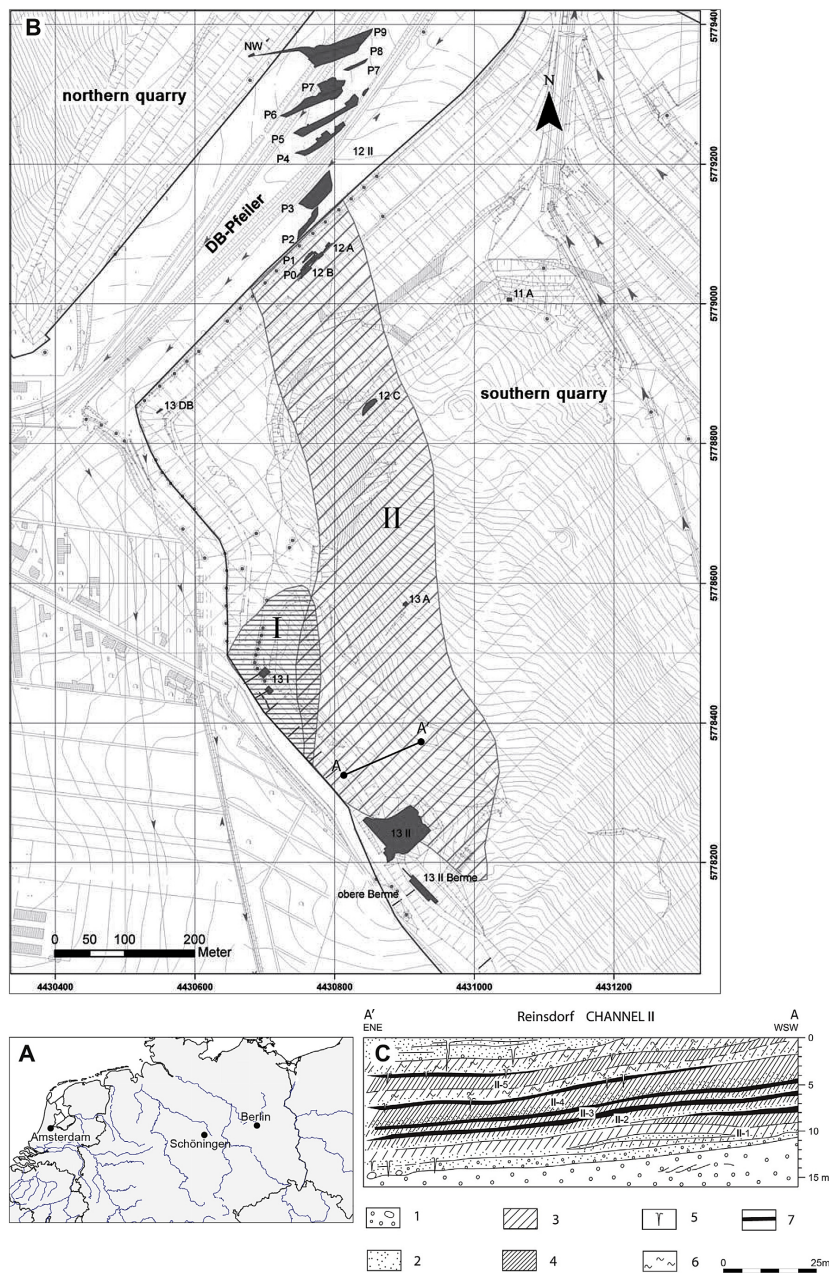 B
northern quarry
NW
P9
P8
P7
P7
P6
P5
P4
12 II
P3
DB-Pfeiler
P2
P1
P0
12 A
12 B
N
11 A
13 DB
12 C
southern quarry
II
13 A
I
13 I
A
A'
13 II
13 II Berme
obere Berme
0 50 100 200
Meter
5779400
5779200
5779000
5778800
5778600
5778400
5778200
4430400 4430600 4430800 4431000 4431200
A
Amsterdam
Schöningen
Berlin
A' Reinsdorf CHANNEL II A
ENE WSW
C
II-5
II-4
II-3
II-2
II-1
0
5
10
15 m
1 3 5 7
2 4 6
0 25m